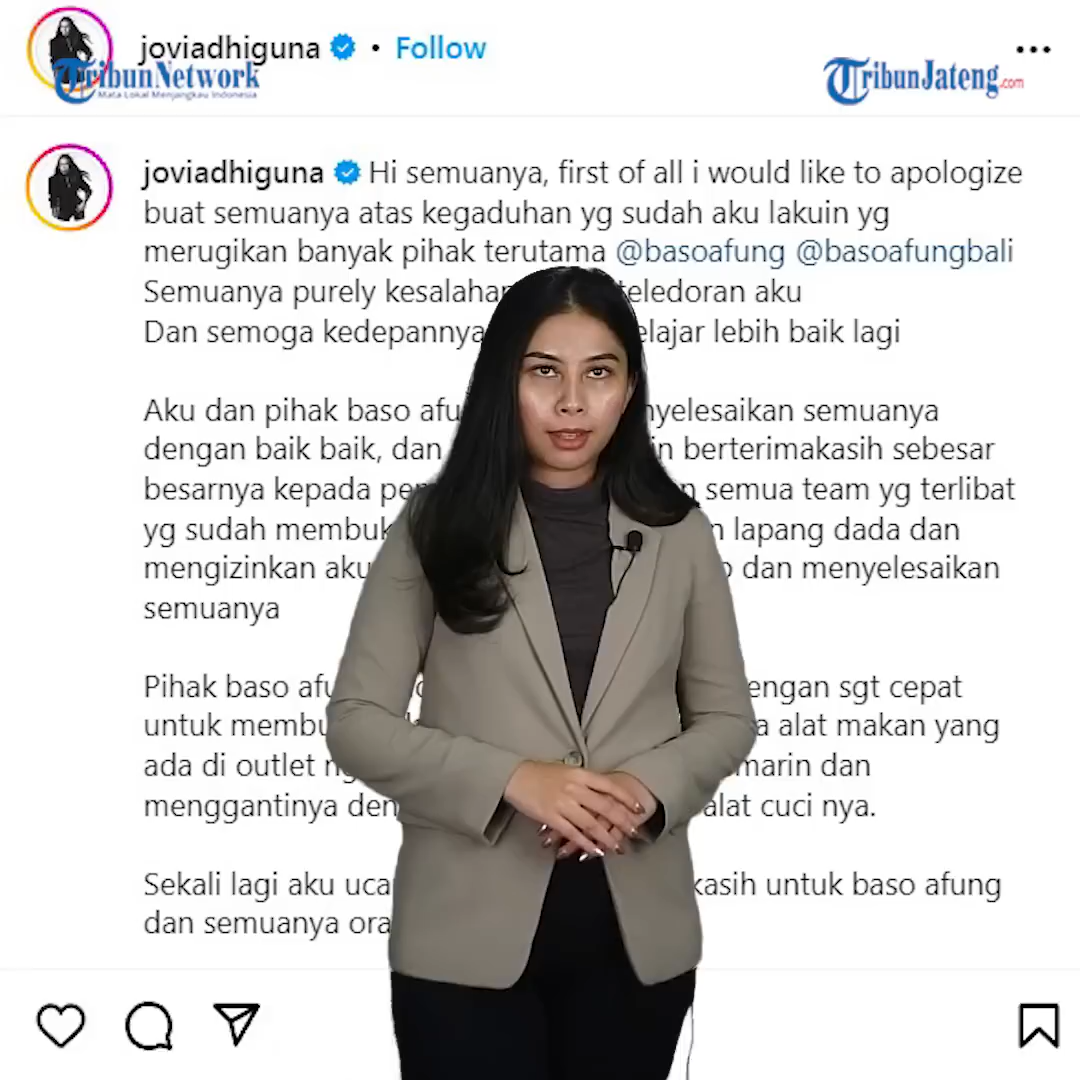 joviadhiguna • Follow
TribunNetwork
Mata Lokal Menjangkau Indonesia
TribunJateng.com
joviadhiguna Hi semuanya, first of all i would like to apologize
buat semuanya atas kegaduhan yg sudah aku lakuin yg
merugikan banyak pihak terutama @basoafung @basoafungbali
Semuanya purely kesalahan teledoran aku
Dan semoga kedepannya elajar lebih baik lagi
Aku dan pihak baso afu nyelesaikan semuanya
dengan baik baik, dan n berterimakasih sebesar
besarnya kepada pe n semua team yg terlibat
yg sudah membuk n lapang dada dan
mengizinkan aku o dan menyelesaikan
semuanya
Pihak baso afu engan sgt cepat
untuk membu a alat makan yang
ada di outlet ng marin dan
menggantinya den alat cuci nya.
Sekali lagi aku uca kasih untuk baso afung
dan semuanya ora